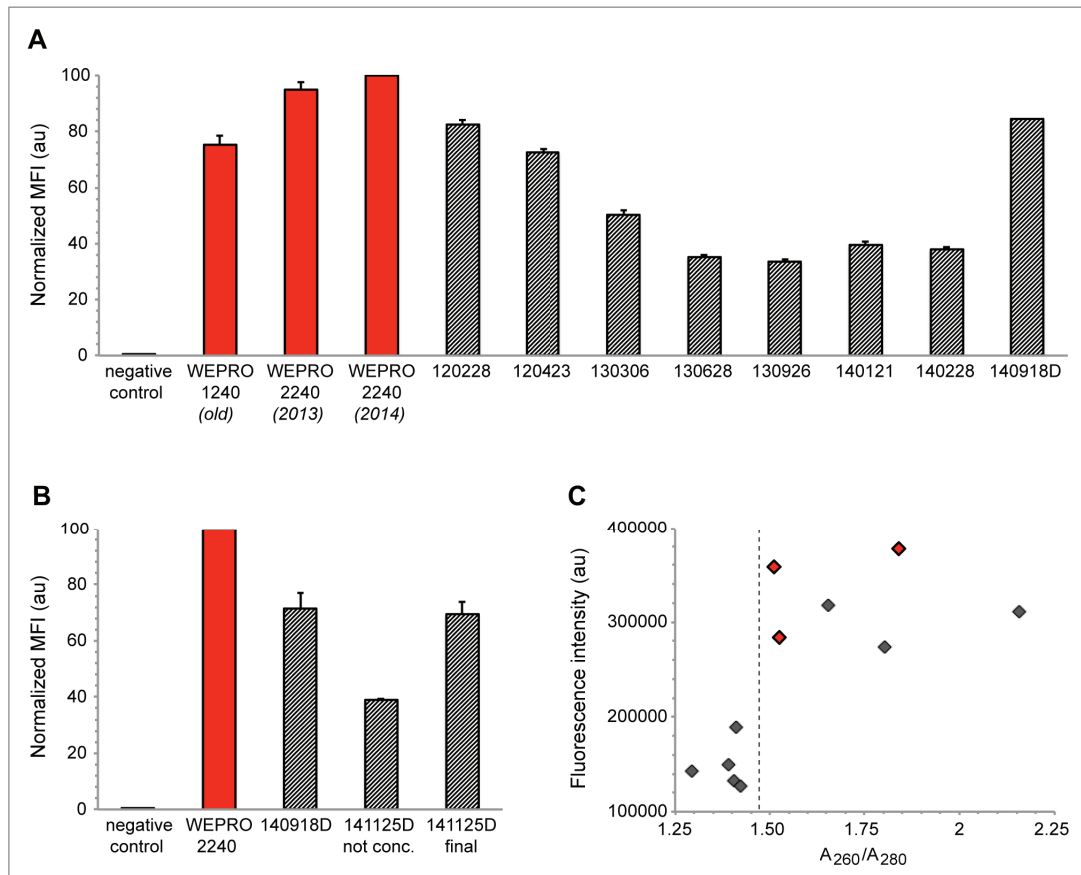 A
Normalized MFI (au)
100
80
60
40
20
0
negative control
WEPRO 1240 (old)
WEPRO 2240 (2013)
WEPRO 2240 (2014)
120228
120423
130306
130628
130926
140121
140228
140918D
B
Normalized MFI (au)
100
80
60
40
20
0
negative control
WEPRO 2240
140918D
141125D not conc.
141125D final
C
Fluorescence intensity (au)
400000
300000
200000
100000
1.25
1.50
1.75
2
2.25
A260/A280